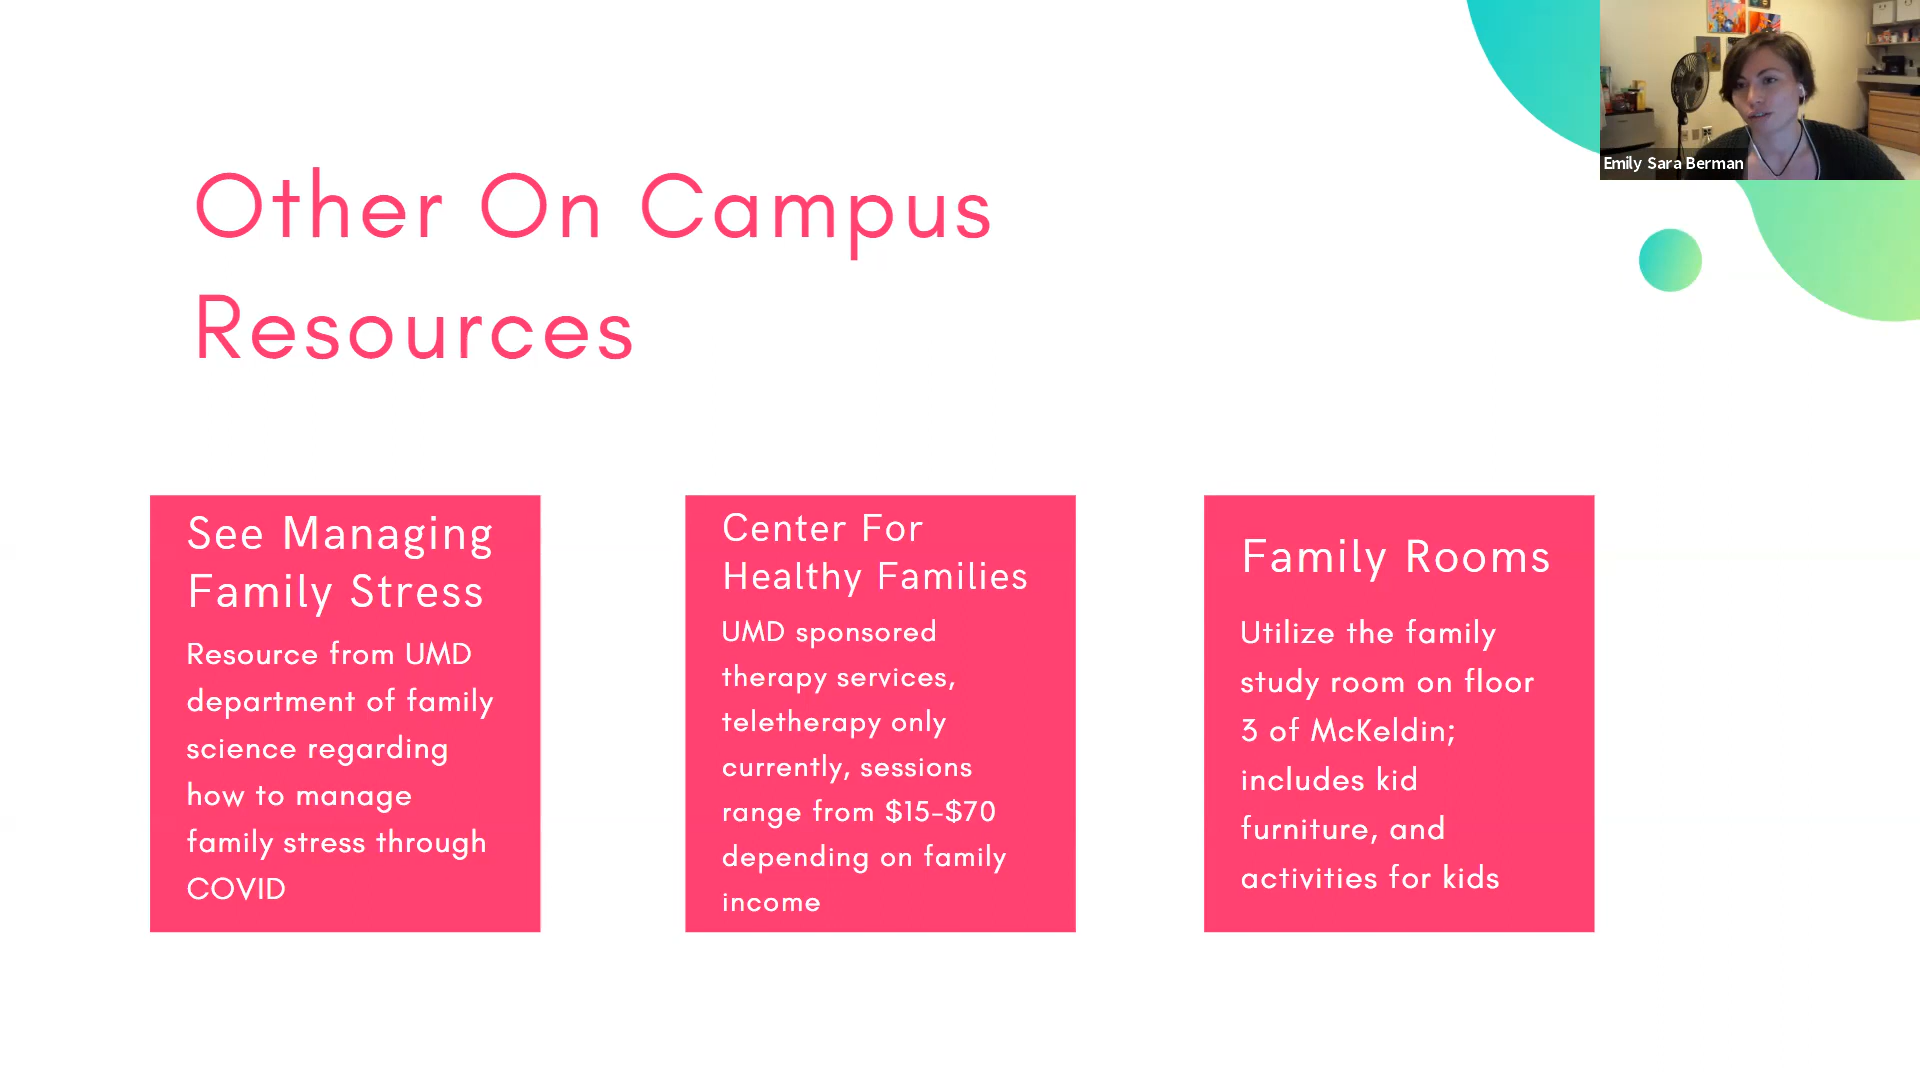 Other On Campus
Resources
Emily Sara Berman
See Managing
Family Stress
Resource from UMD
department of family
science regarding
how to manage
family stress through
COVID
Center For
Healthy Families
UMD sponsored
therapy services,
teletherapy only
currently, sessions
range from $15-$70
depending on family
income
Family Rooms
Utilize the family
study room on floor
3 of McKeldin;
includes kid
furniture, and
activities for kids